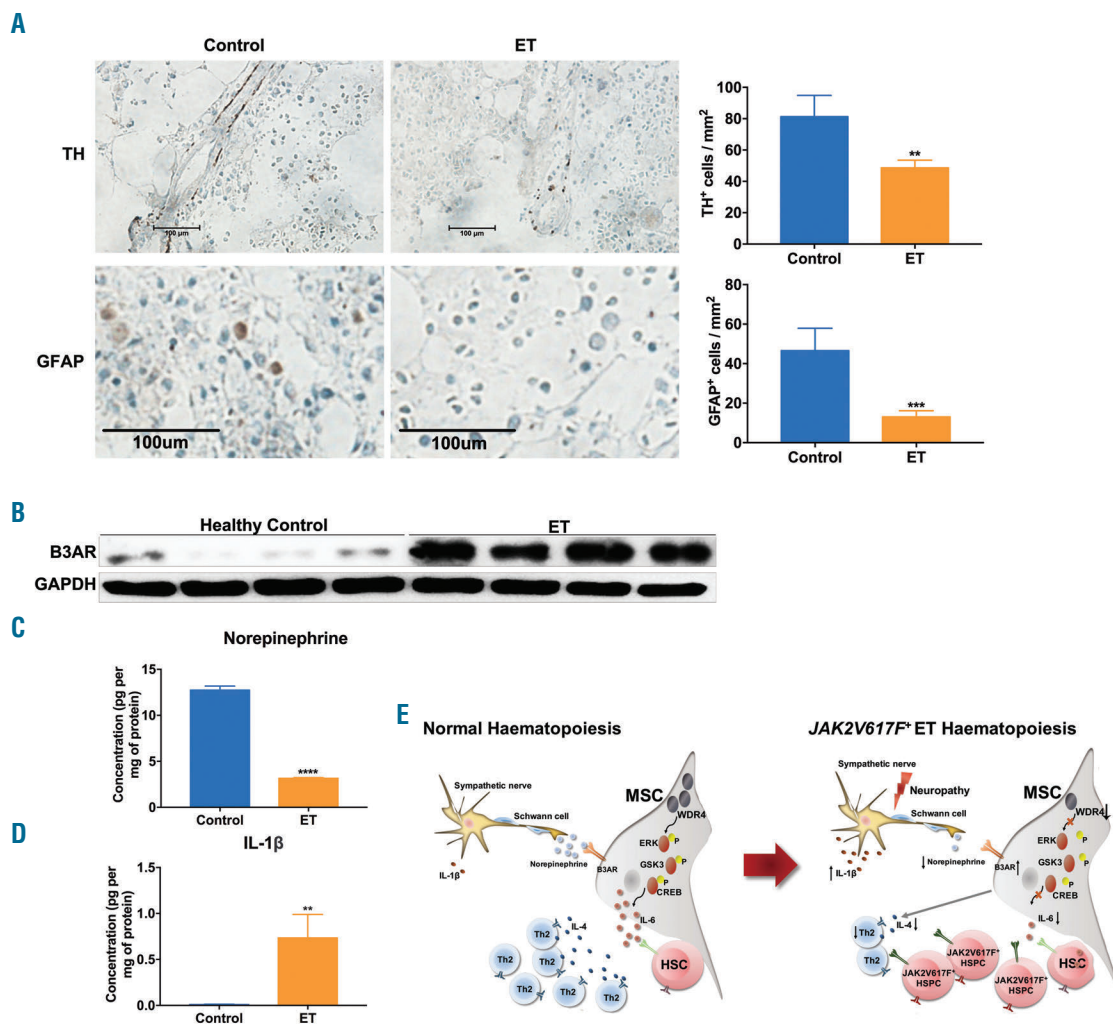 A
Control
ET
TH
100 µm
100 µm
GFAP
100um
100um
TH+ cells / mm2
100
80
60
40
20
0
**
Control
ET
GFAP+ cells / mm2
80
60
40
20
0
***
Control
ET
B
Healthy Control
ET
B3AR
GAPDH
C
Norepinephrine
Concentration (pg per
mg of protein)
15
10
5
0
****
Control
ET
D
IL-1β
Concentration (pg per
mg of protein)
1.5
1.0
0.5
0.0
**
Control
ET
E
Normal Haematopoiesis
Sympathetic nerve
Schwann cell
Norepinephrine
IL-1β
B3AR
MSC
WDR4
ERK
P
GSK3
P
CREB
P
IL-6
IL-4
Th2
Th2
Th2
Th2
Th2
Th2
HSC
JAK2V617F+ ET Haematopoiesis
Sympathetic nerve
Neuropathy
Schwann cell
↓ Norepinephrine
↑ IL-1β
B3AR ↑
MSC
WDR4 ↓
ERK
P
GSK3
P
CREB
P
IL-6 ↓
IL-4 ↓
↓ Th2
Th2
JAK2V617F+
HSPC
JAK2V617F+
HSPC
JAK2V617F+
HSPC
HSC